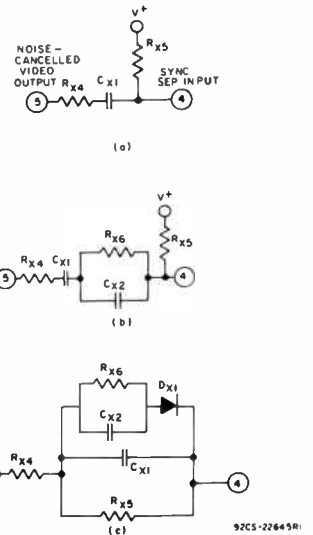 V+
RX5
NOISE-
CANCELLED
VIDEO
OUTPUT RX4 CX1
SYNC
SEP INPUT
5
4
(a)
V+
RX6
RX5
5
RX4 CX1
4
CX2
(b)
RX6
DX1
CX2
RX4
CX1
4
RX5
(c)
92CS-22645R1